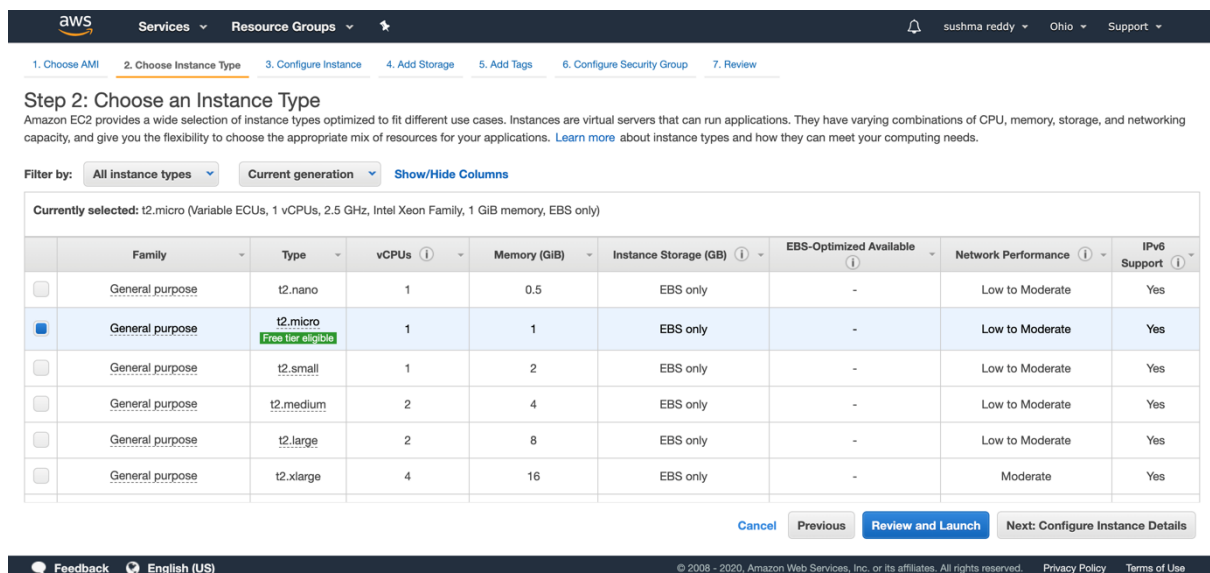 aws Services Resource Groups sushma reddy Ohio Support
1. Choose AMI 2. Choose Instance Type 3. Configure Instance 4. Add Storage 5. Add Tags 6. Configure Security Group 7. Review
Step 2: Choose an Instance Type
Amazon EC2 provides a wide selection of instance types optimized to fit different use cases. Instances are virtual servers that can run applications. They have varying combinations of CPU, memory, storage, and networking
capacity, and give you the flexibility to choose the appropriate mix of resources for your applications. Learn more about instance types and how they can meet your computing needs.
Filter by: All instance types Current generation Show/Hide Columns
Currently selected: t2.micro (Variable ECUs, 1 vCPUs, 2.5 GHz, Intel Xeon Family, 1 GiB memory, EBS only)
Family Type vCPUs i Memory (GiB) Instance Storage (GB) i EBS-Optimized Available i Network Performance i IPv6 Support i
General purpose t2.nano 1 0.5 EBS only - Low to Moderate Yes
General purpose t2.micro Free tier eligible 1 1 EBS only - Low to Moderate Yes
General purpose t2.small 1 2 EBS only - Low to Moderate Yes
General purpose t2.medium 2 4 EBS only - Low to Moderate Yes
General purpose t2.large 2 8 EBS only - Low to Moderate Yes
General purpose t2.xlarge 4 16 EBS only - Moderate Yes
Cancel Previous Review and Launch Next: Configure Instance Details
Feedback English (US) © 2008 - 2020, Amazon Web Services, Inc. or its affiliates. All rights reserved. Privacy Policy Terms of Use